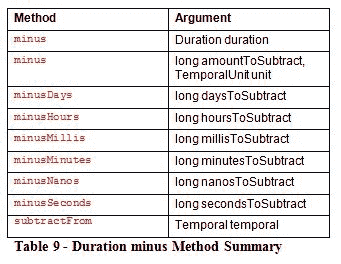 Method Argument
minus Duration duration
minus long amountToSubtract,
TemporalUnit unit
minusDays long daysToSubtract
minusHours long hoursToSubtract
minusMillis long millisToSubtract
minusMinutes long minutesToSubtract
minusNanos long nanosToSubtract
minusSeconds long secondsToSubtract
subtractFrom Temporal temporal
Table 9 - Duration minus Method Summary